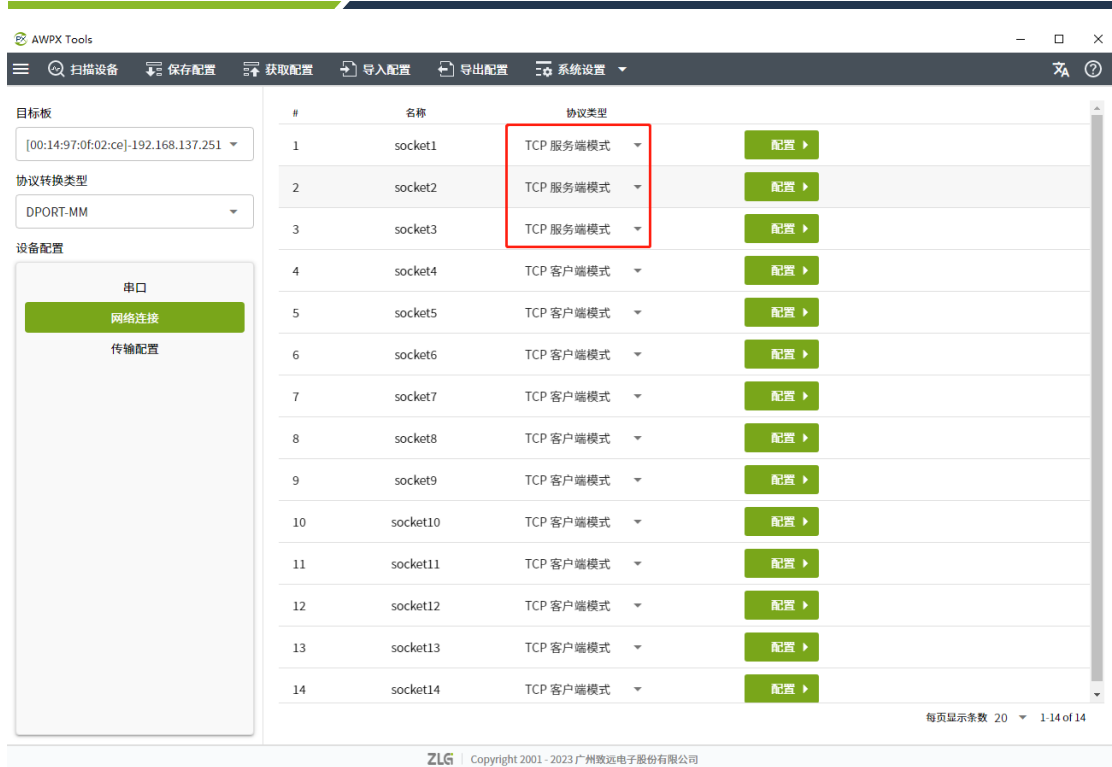 AWPX Tools
扫描设备 保存配置 获取配置 导入配置 导出配置 系统设置
目标板
[00:14:97:0f:02:ce]-192.168.137.251
协议转换类型
DPORT-MM
设备配置
串口
网络连接
传输配置
# 名称 协议类型
1 socket1 TCP 服务端模式 配置
2 socket2 TCP 服务端模式 配置
3 socket3 TCP 服务端模式 配置
4 socket4 TCP 客户端模式 配置
5 socket5 TCP 客户端模式 配置
6 socket6 TCP 客户端模式 配置
7 socket7 TCP 客户端模式 配置
8 socket8 TCP 客户端模式 配置
9 socket9 TCP 客户端模式 配置
10 socket10 TCP 客户端模式 配置
11 socket11 TCP 客户端模式 配置
12 socket12 TCP 客户端模式 配置
13 socket13 TCP 客户端模式 配置
14 socket14 TCP 客户端模式 配置
每页显示条数 20 1-14 of 14
ZLG | Copyright 2001 - 2023 广州致远电子股份有限公司